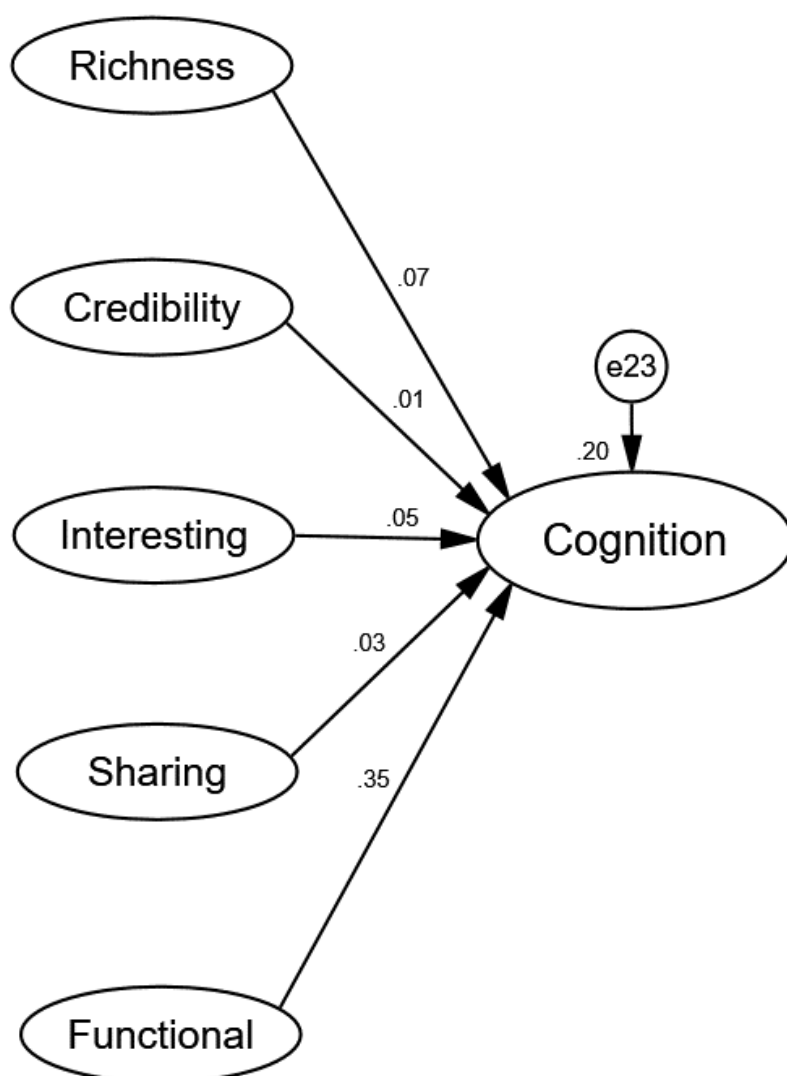 Richness
.07
Credibility
.01
e23
.20
Interesting
.05
Cognition
.03
Sharing
.35
Functional